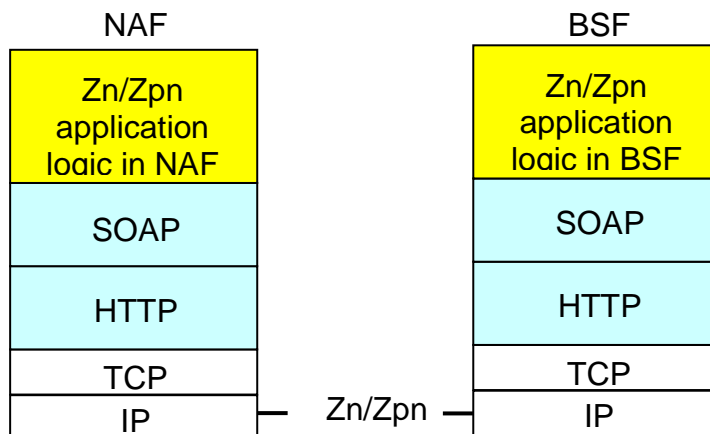 NAF
Zn/Zpn
application
logic in NAF
SOAP
HTTP
TCP
IP
Zn/Zpn
BSF
Zn/Zpn
application
logic in BSF
SOAP
HTTP
TCP
IP